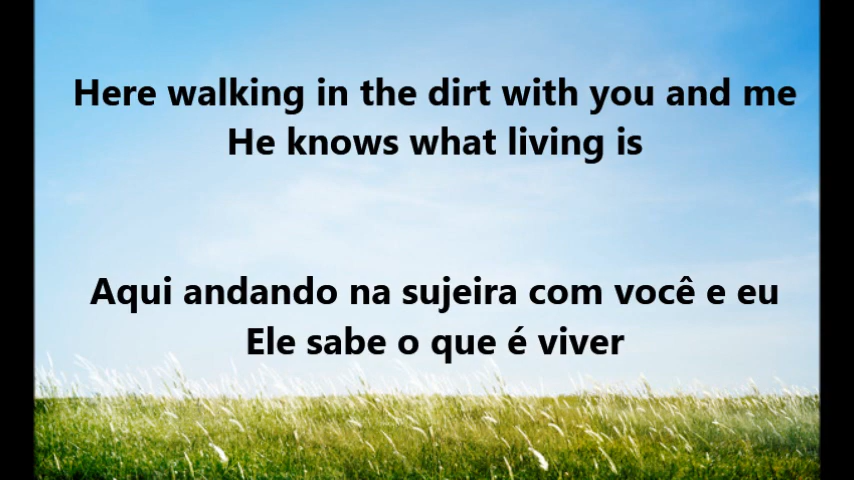 Here walking in the dirt with you and me
He knows what living is
Aqui andando na sujeira com você e eu
Ele sabe o que é viver